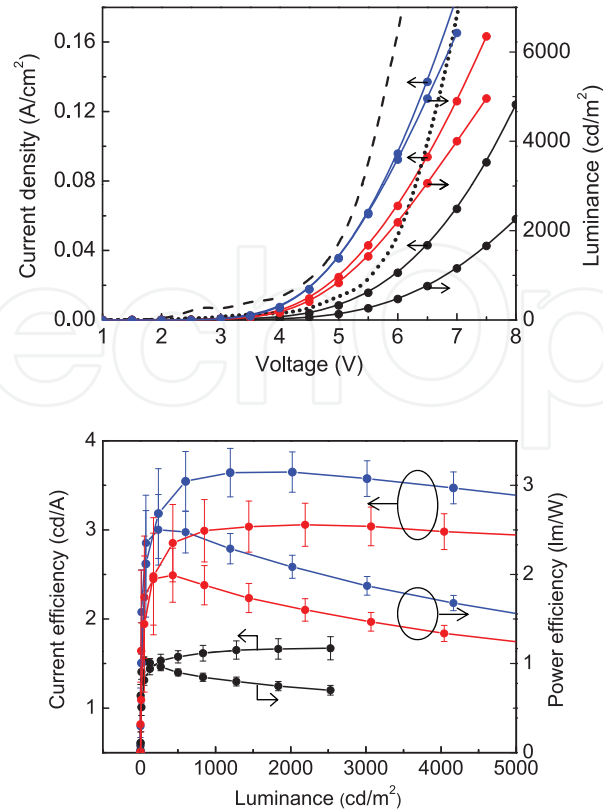 0.16
0.12
0.08
0.04
0.00
Current density (A/cm²)
6000
4000
2000
0
Luminance (cd/m²)
1 2 3 4 5 6 7 8
Voltage (V)
echOp
4
3
2
1
Current efficiency (cd/A)
3
2
1
0
Power efficiency (lm/W)
0 1000 2000 3000 4000 5000
Luminance (cd/m²)